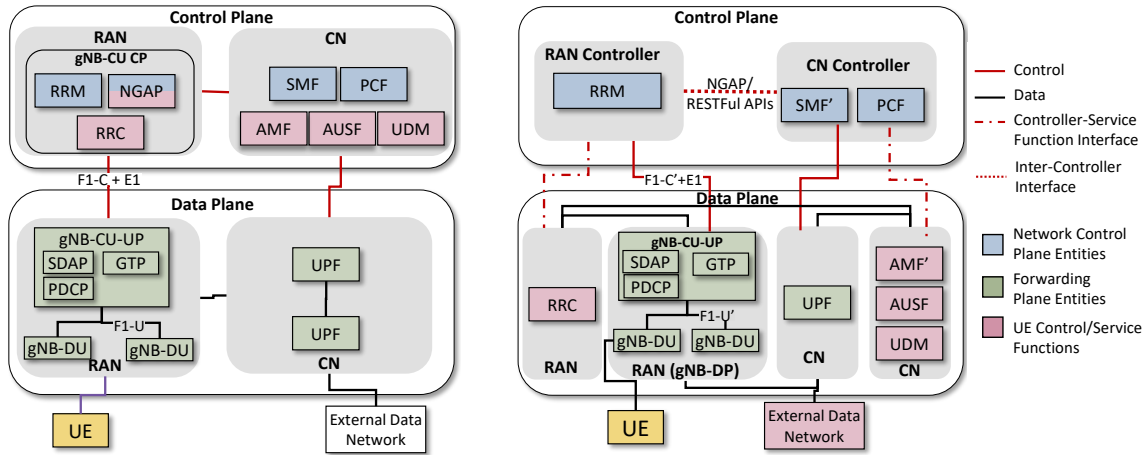 Control Plane
RAN
gNB-CU CP
RRM
NGAP
RRC
CN
SMF
PCF
AMF
AUSF
UDM
F1-C + E1
Data Plane
gNB-CU-UP
SDAP
GTP
PDCP
F1-U
gNB-DU
gNB-DU
RAN
UPF
UPF
CN
UE
External Data
Network
Control Plane
RAN Controller
RRM
NGAP/
RESTFul APIs
CN Controller
SMF’
PCF
F1-C’+E1
Data Plane
RRC
RAN
gNB-CU-UP
SDAP
GTP
PDCP
F1-U’
gNB-DU
gNB-DU
RAN (gNB-DP)
UPF
CN
AMF’
AUSF
UDM
CN
UE
External Data
Network
Control
Data
Controller-Service
Function Interface
Inter-Controller
Interface
Network Control
Plane Entities
Forwarding
Plane Entities
UE Control/Service
Functions